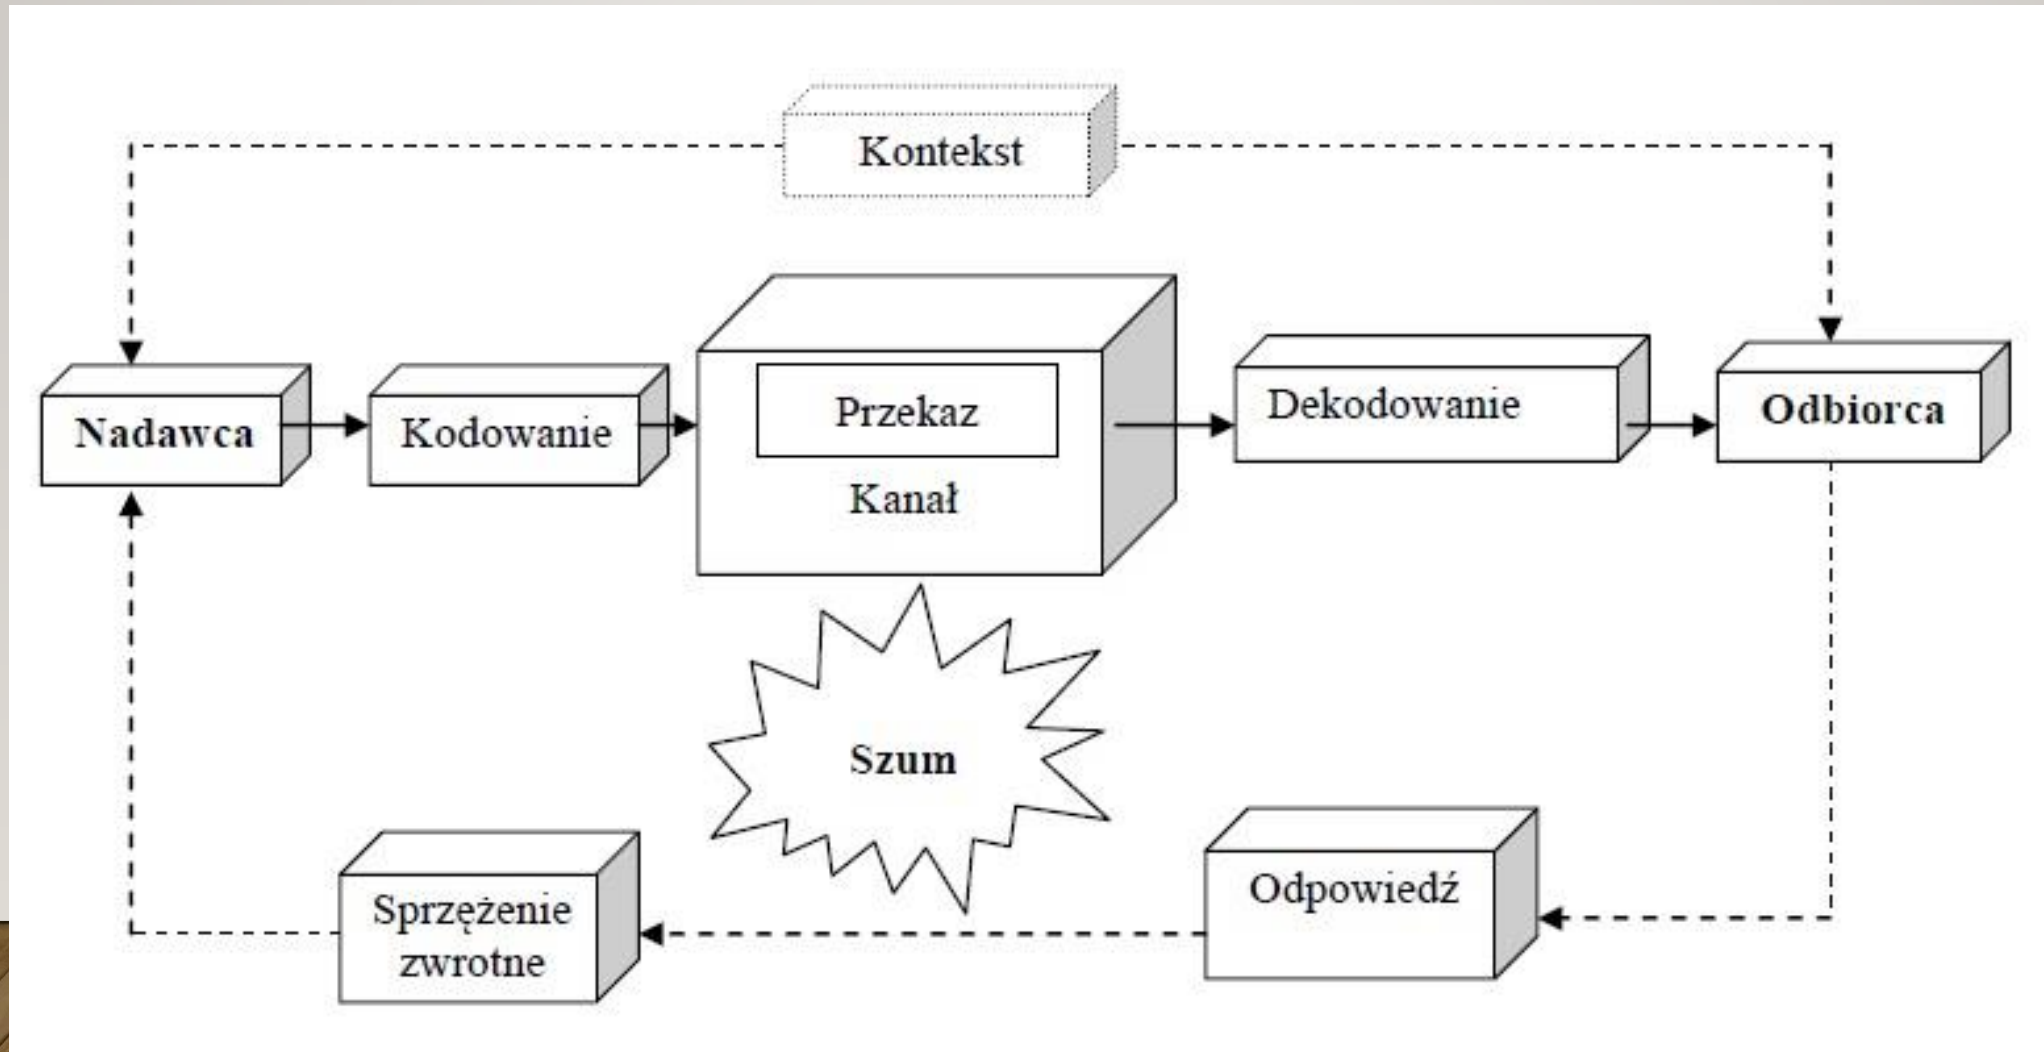 Kontekst
Nadawca
Kodowanie
Przekaz
Kanał
Dekodowanie
Odbiorca
Szum
Sprzężenie
zwrotne
Odpowiedź